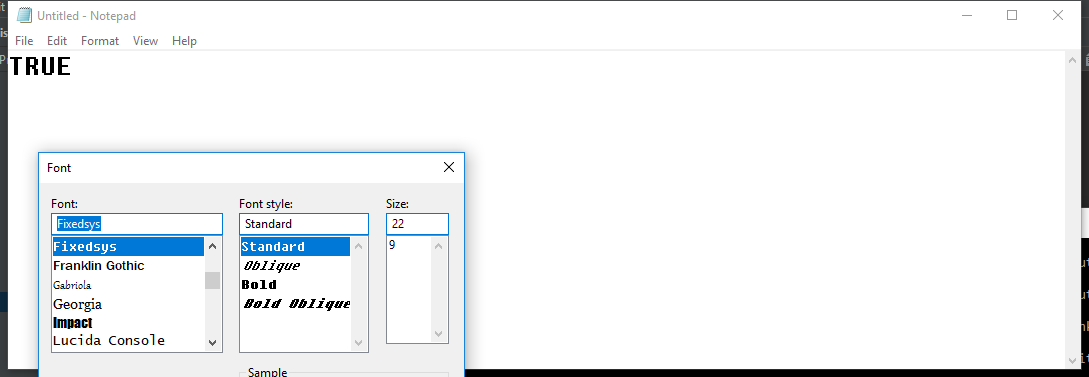 Untitled - Notepad
File Edit Format View Help
TRUE
Font
Font: Font style: Size:
Fixedsys Standard 22
Fixedsys Standard 9
Franklin Gothic Oblique
Gabriola Bold
Georgia Bold Oblique
Impact
Lucida Console
Sample